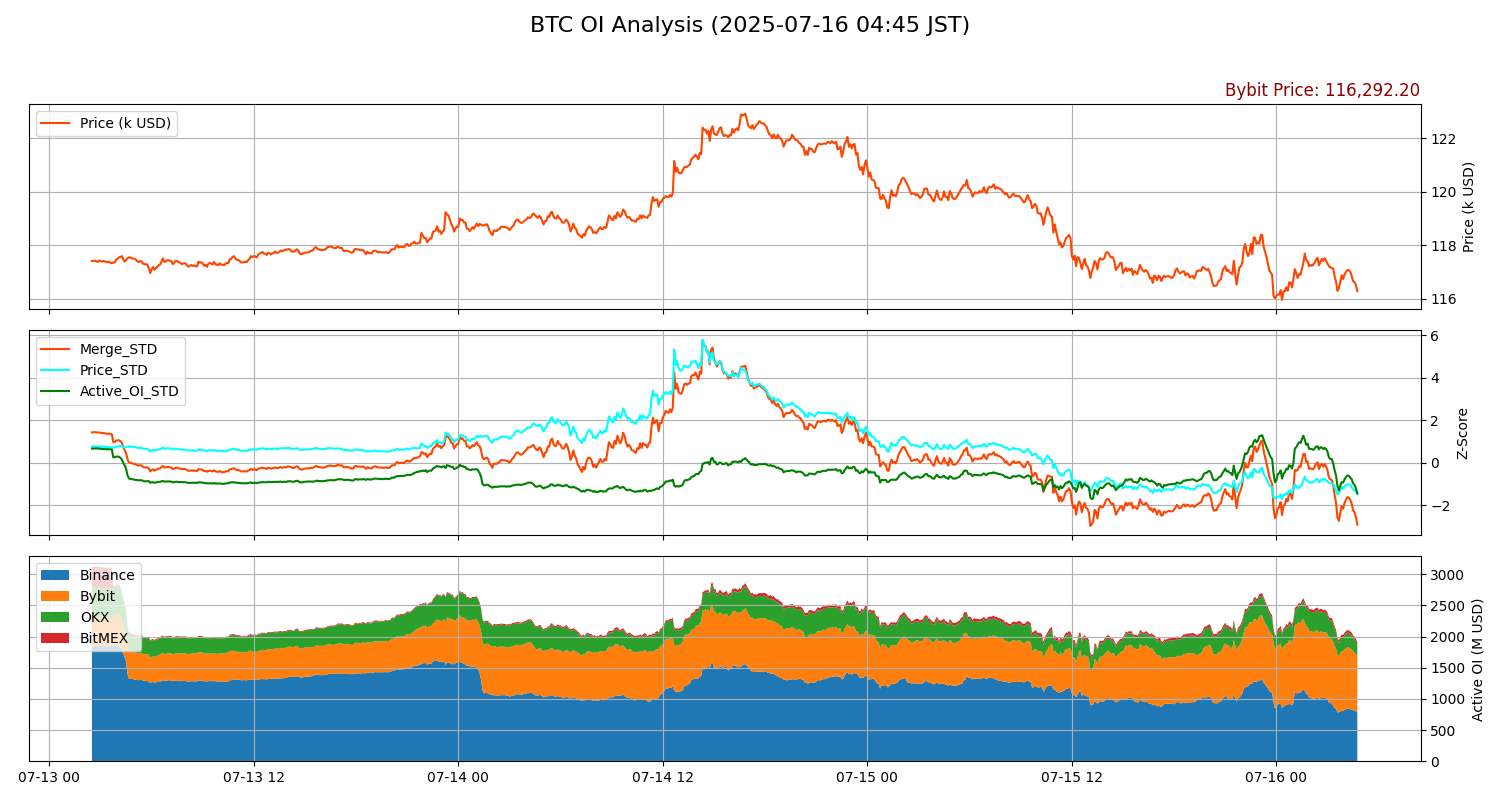 BTC OI Analysis (2025-07-16 04:45 JST)
Bybit Price: 116,292.20
Price (k USD)
122
120
118
116
Price (k USD)
Merge_STD
Price_STD
Active_OI_STD
6
4
2
0
−2
Z-Score
Binance
Bybit
OKX
BitMEX
3000
2500
2000
1500
1000
500
0
Active OI (M USD)
07-13 00
07-13 12
07-14 00
07-14 12
07-15 00
07-15 12
07-16 00